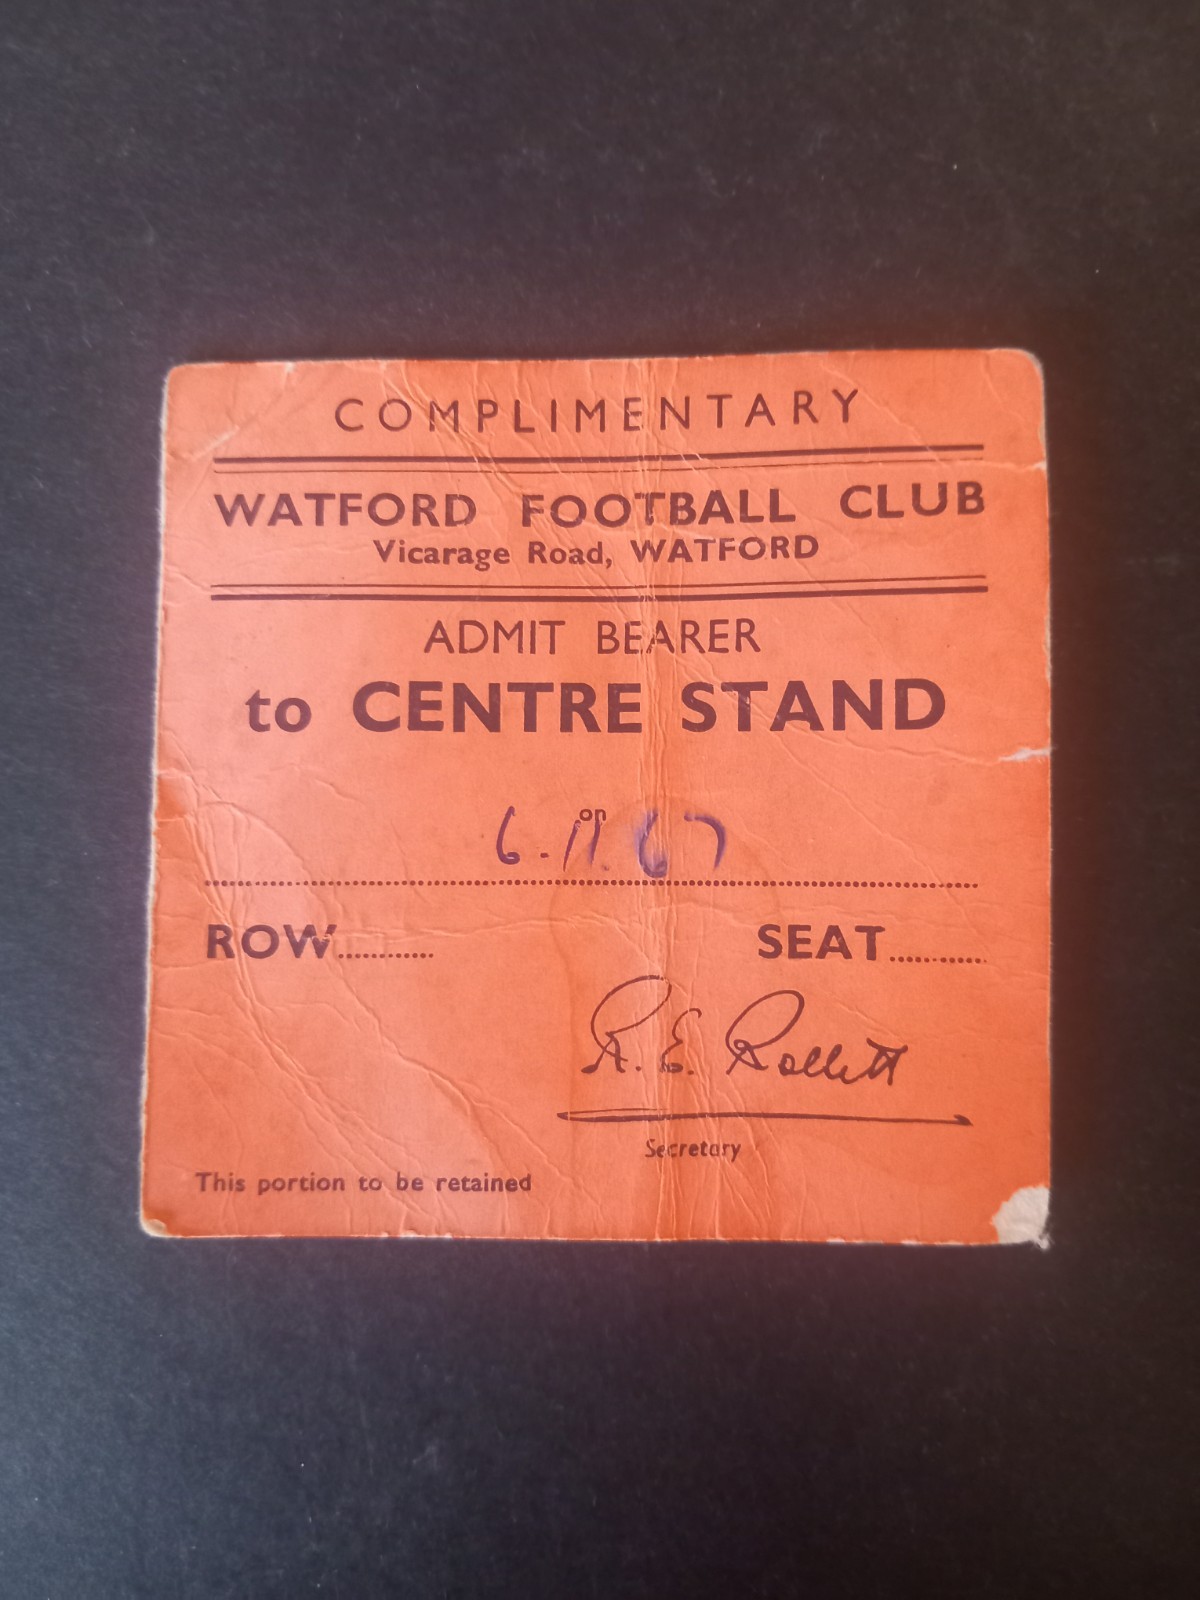 COMPLIMENTARY
WATFORD FOOTBALL CLUB
Vicarage Road, WATFORD
ADMIT BEARER
to CENTRE STAND
on
6.11.67
ROW............ SEAT............
R. E. Rollett
Secretary
This portion to be retained